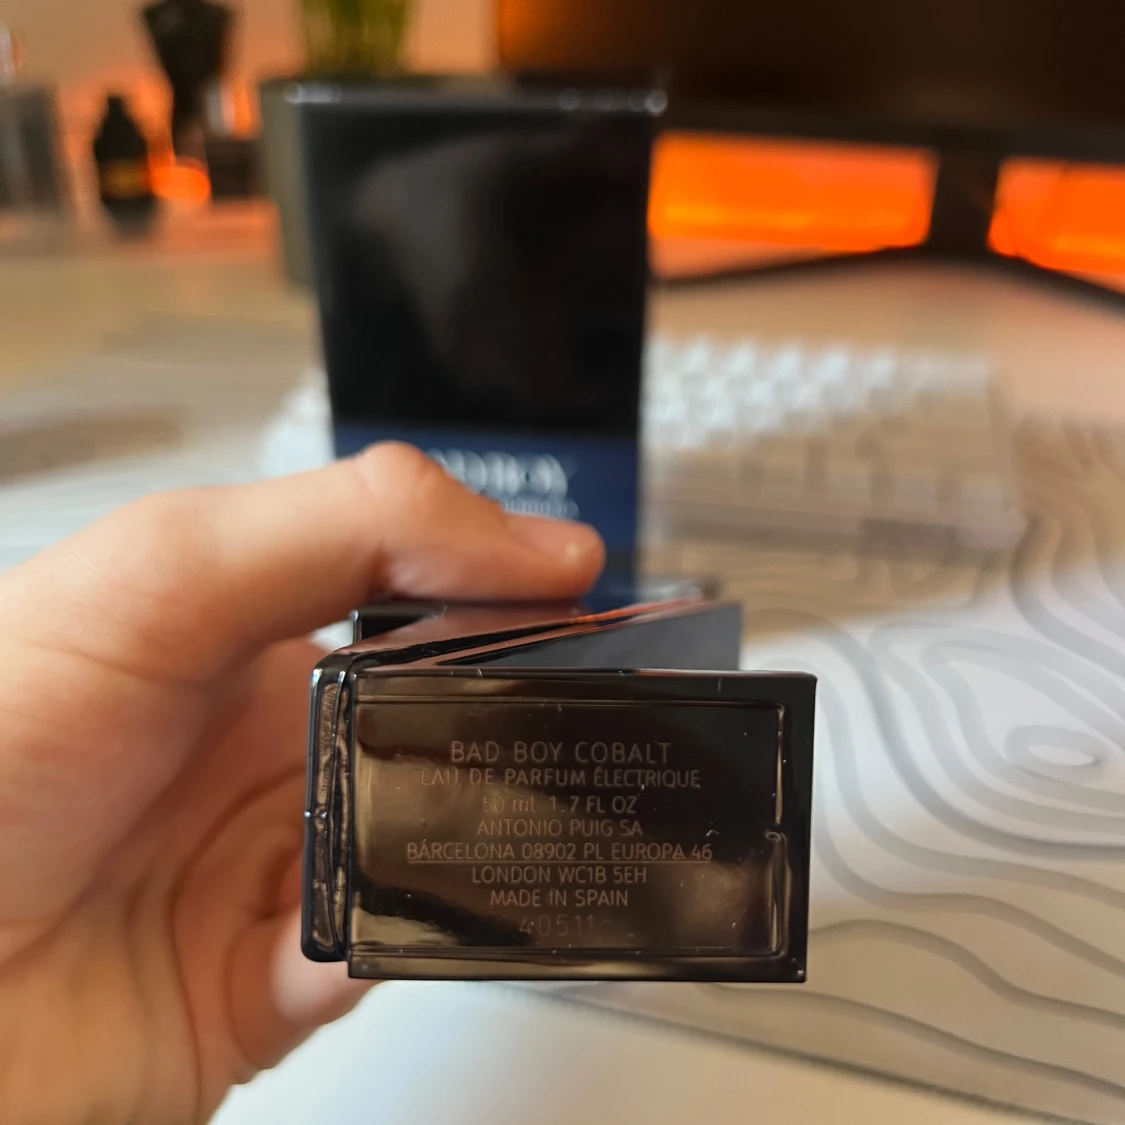 BAD BOY COBALT
EAU DE PARFUM ÉLECTRIQUE
50 ml 1.7 FL OZ
ANTONIO PUIG SA
BÁRCELONA 08902 PL EUROPA 46
LONDON WC1B 5EH
MADE IN SPAIN
40511